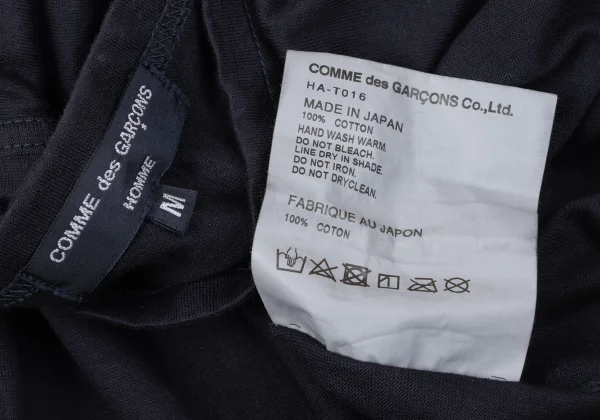 COMME des GARÇONS
HOMME
M
COMME des GARÇONS Co.,Ltd.
HA-T016
MADE IN JAPAN
100% COTTON
HAND WASH WARM.
DO NOT BLEACH.
LINE DRY IN SHADE.
DO NOT IRON.
DO NOT DRYCLEAN.
FABRIQUE AU JAPON
100% COTON